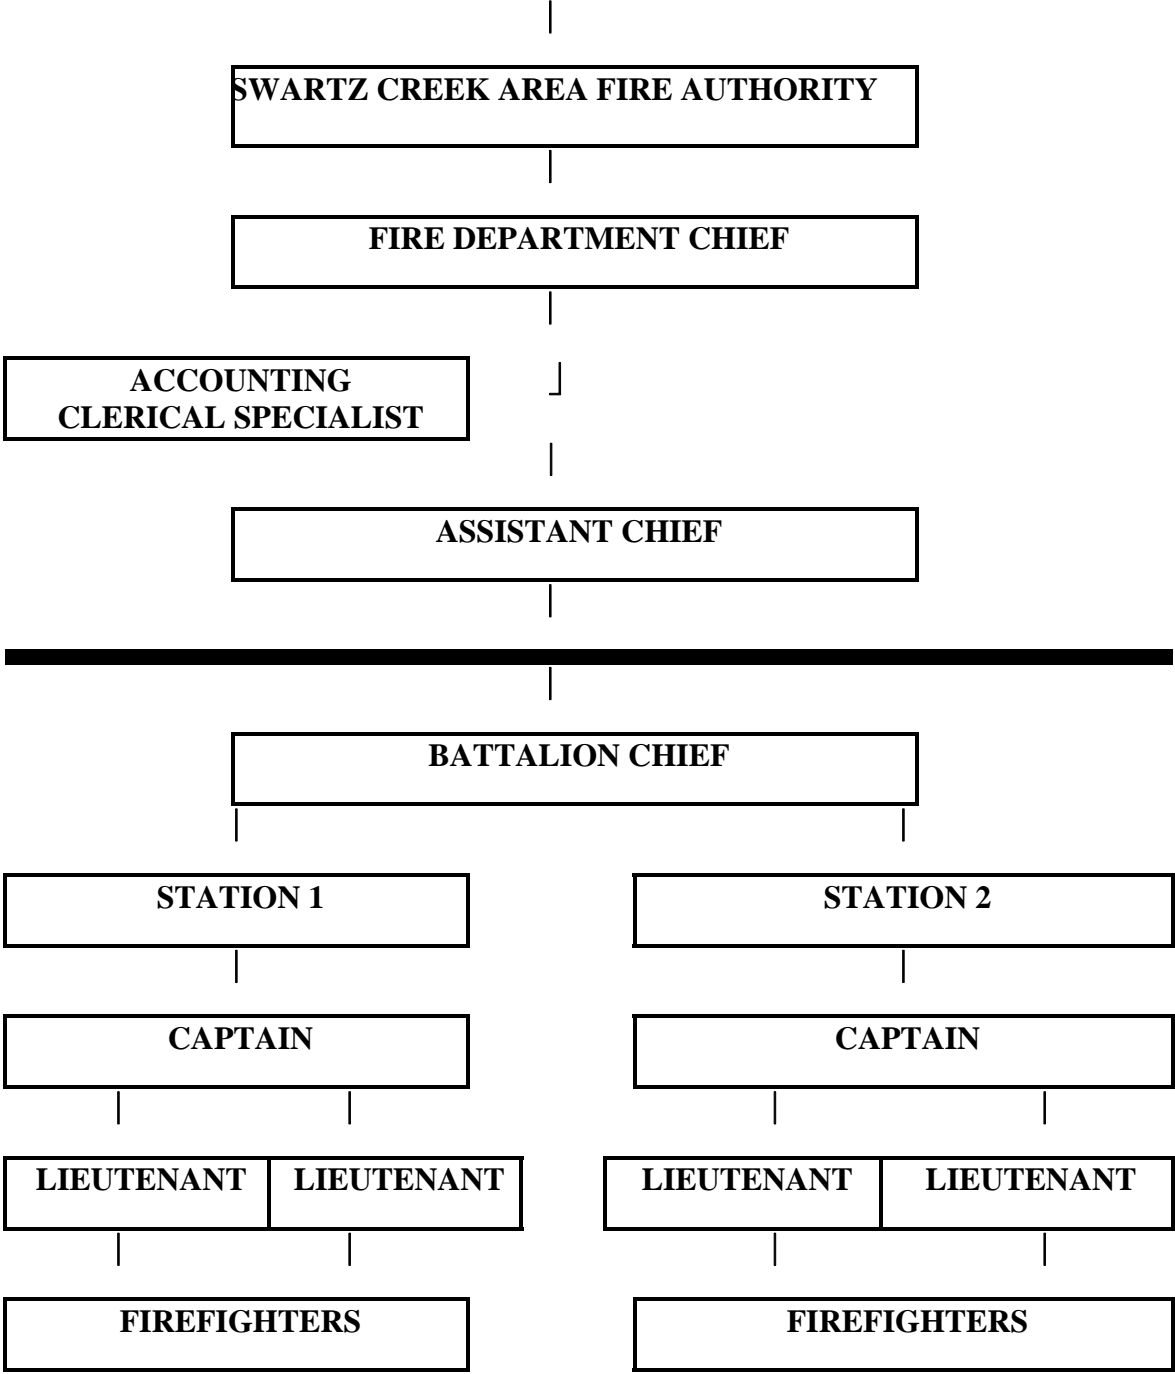 SWARTZ CREEK AREA FIRE AUTHORITY
FIRE DEPARTMENT CHIEF
ACCOUNTING
CLERICAL SPECIALIST
ASSISTANT CHIEF
BATTALION CHIEF
STATION 1
STATION 2
CAPTAIN
CAPTAIN
LIEUTENANT
LIEUTENANT
LIEUTENANT
LIEUTENANT
FIREFIGHTERS
FIREFIGHTERS